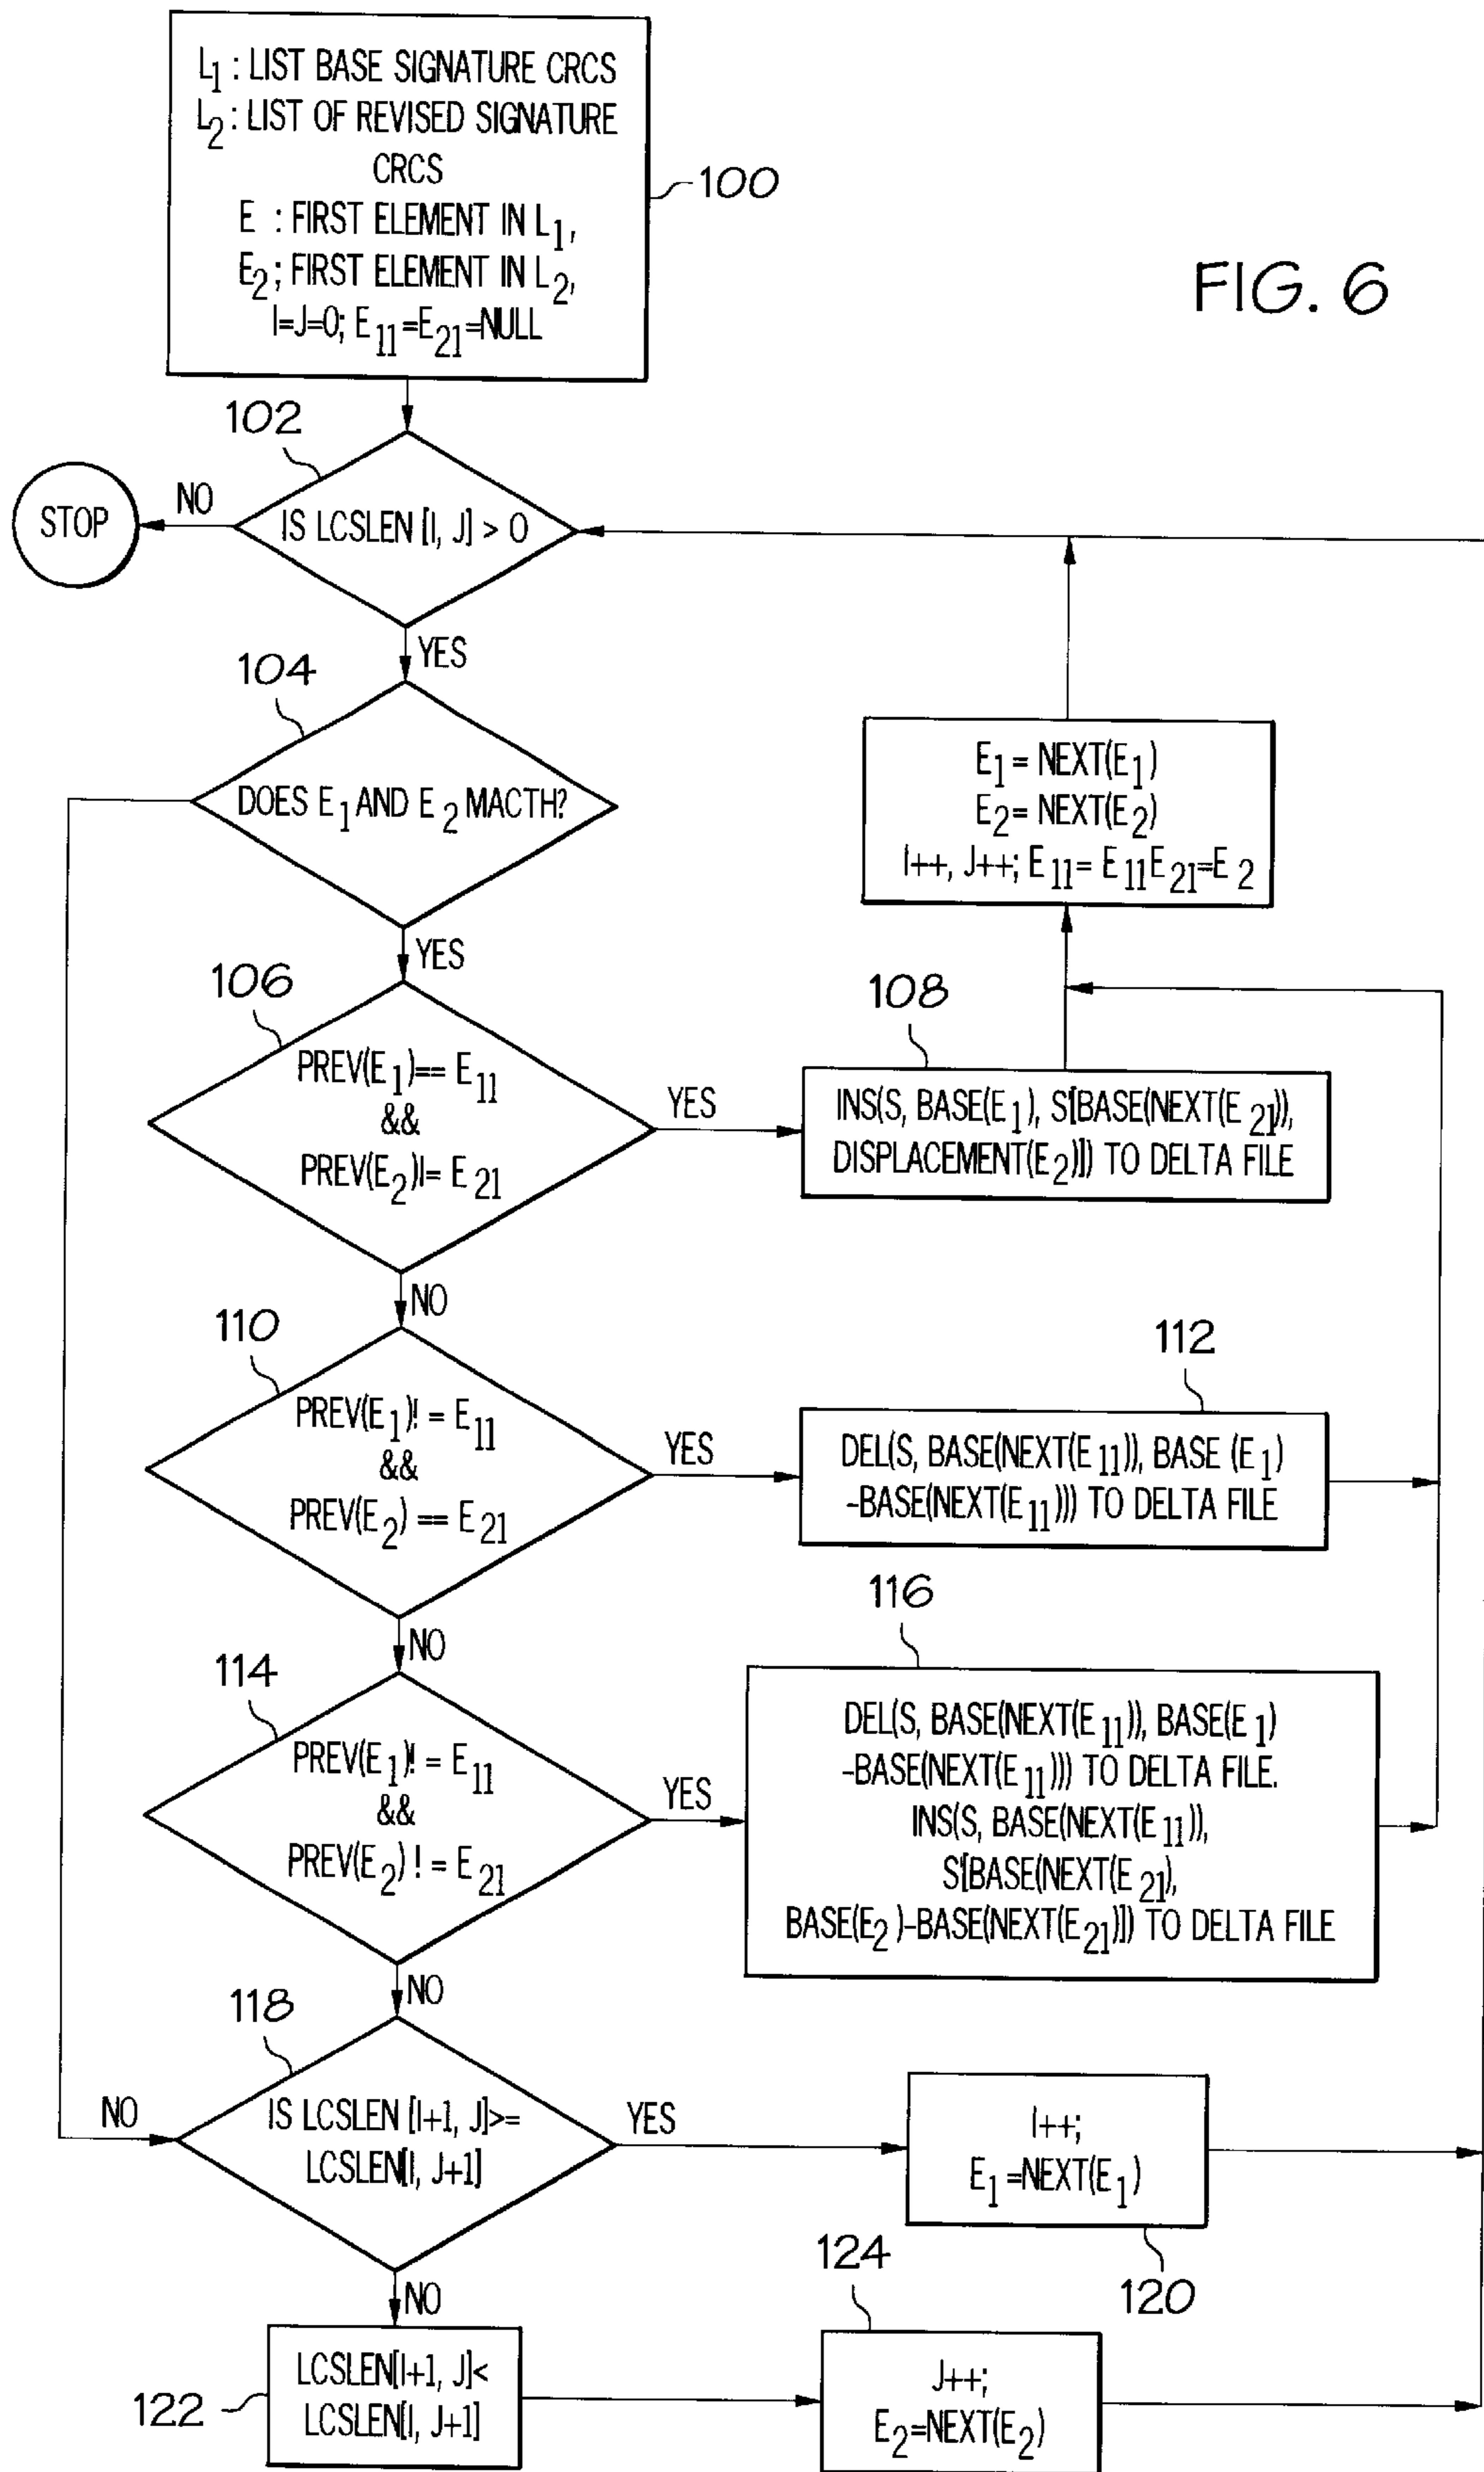 L1 : LIST BASE SIGNATURE CRCS
L2 : LIST OF REVISED SIGNATURE
CRCS
E : FIRST ELEMENT IN L1,
E2; FIRST ELEMENT IN L2,
I=J=0; E11=E21=NULL
100
FIG. 6
102
STOP
NO
IS LCSLEN [I, J] > 0
YES
104
DOES E1 AND E2 MACTH?
E1 = NEXT(E1)
E2 = NEXT(E2)
I++, J++; E11= E11E21=E2
YES
106
PREV(E1)== E11
&&
PREV(E2)|= E21
YES
108
INS(S, BASE(E1), S[BASE(NEXT(E21)),
DISPLACEMENT(E2)]) TO DELTA FILE
NO
110
PREV(E1)! = E11
&&
PREV(E2) == E21
YES
112
DEL(S, BASE(NEXT(E11)), BASE (E1)
-BASE(NEXT(E11))) TO DELTA FILE
NO
114
PREV(E1)! = E11
&&
PREV(E2) ! = E21
YES
116
DEL(S, BASE(NEXT(E11)), BASE(E1)
-BASE(NEXT(E11))) TO DELTA FILE.
INS(S, BASE(NEXT(E11)),
S[BASE(NEXT(E21),
BASE(E2)-BASE(NEXT(E21)]) TO DELTA FILE
NO
118
NO
IS LCSLEN [I+1, J]>=
LCSLEN[I, J+1]
YES
I++;
E1=NEXT(E1)
120
NO
122
LCSLEN[I+1, J]<
LCSLEN[I, J+1]
124
J++;
E2=NEXT(E2)